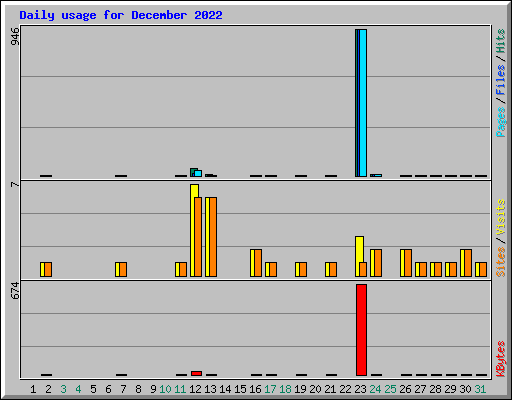 Daily usage for December 2022
946
Pages / Files / Hits
7
Sites / Visits
674
KBytes
1 2 3 4 5 6 7 8 9 10 11 12 13 14 15 16 17 18 19 20 21 22 23 24 25 26 27 28 29 30 31